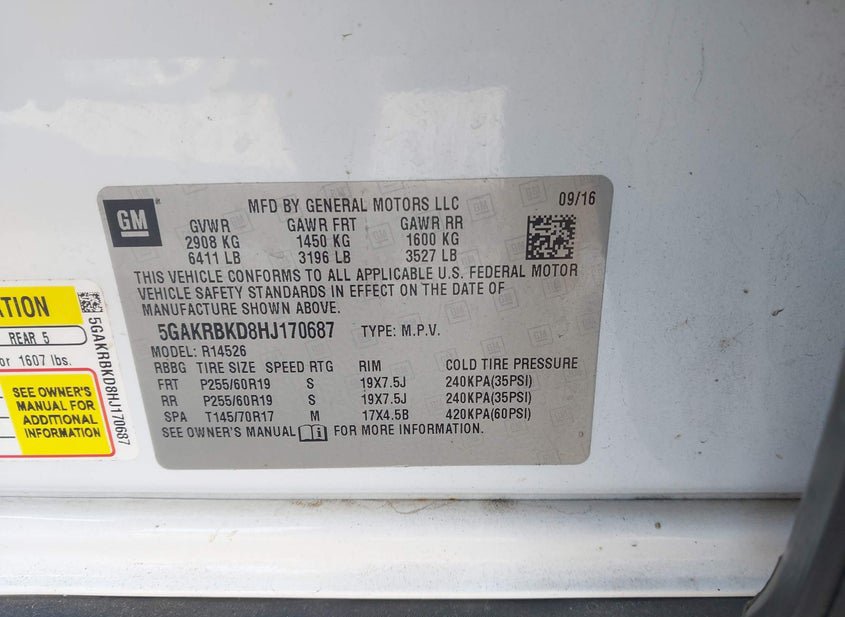 GM
MFD BY GENERAL MOTORS LLC 09/16
GVWR GAWR FRT GAWR RR
2908 KG 1450 KG 1600 KG
6411 LB 3196 LB 3527 LB
THIS VEHICLE CONFORMS TO ALL APPLICABLE U.S. FEDERAL MOTOR
VEHICLE SAFETY STANDARDS IN EFFECT ON THE DATE OF
MANUFACTURE SHOWN ABOVE.
5GAKRBKD8HJ170687 TYPE: M.P.V.
MODEL: R14526
RBBG TIRE SIZE SPEED RTG RIM COLD TIRE PRESSURE
FRT P255/60R19 S 19X7.5J 240KPA(35PSI)
RR P255/60R19 S 19X7.5J 240KPA(35PSI)
SPA T145/70R17 M 17X4.5B 420KPA(60PSI)
SEE OWNER'S MANUAL FOR MORE INFORMATION.
ATION
REAR 5
or 1607 lbs.
SEE OWNER'S
MANUAL FOR
ADDITIONAL
INFORMATION
5GAKRBKD8HJ170687